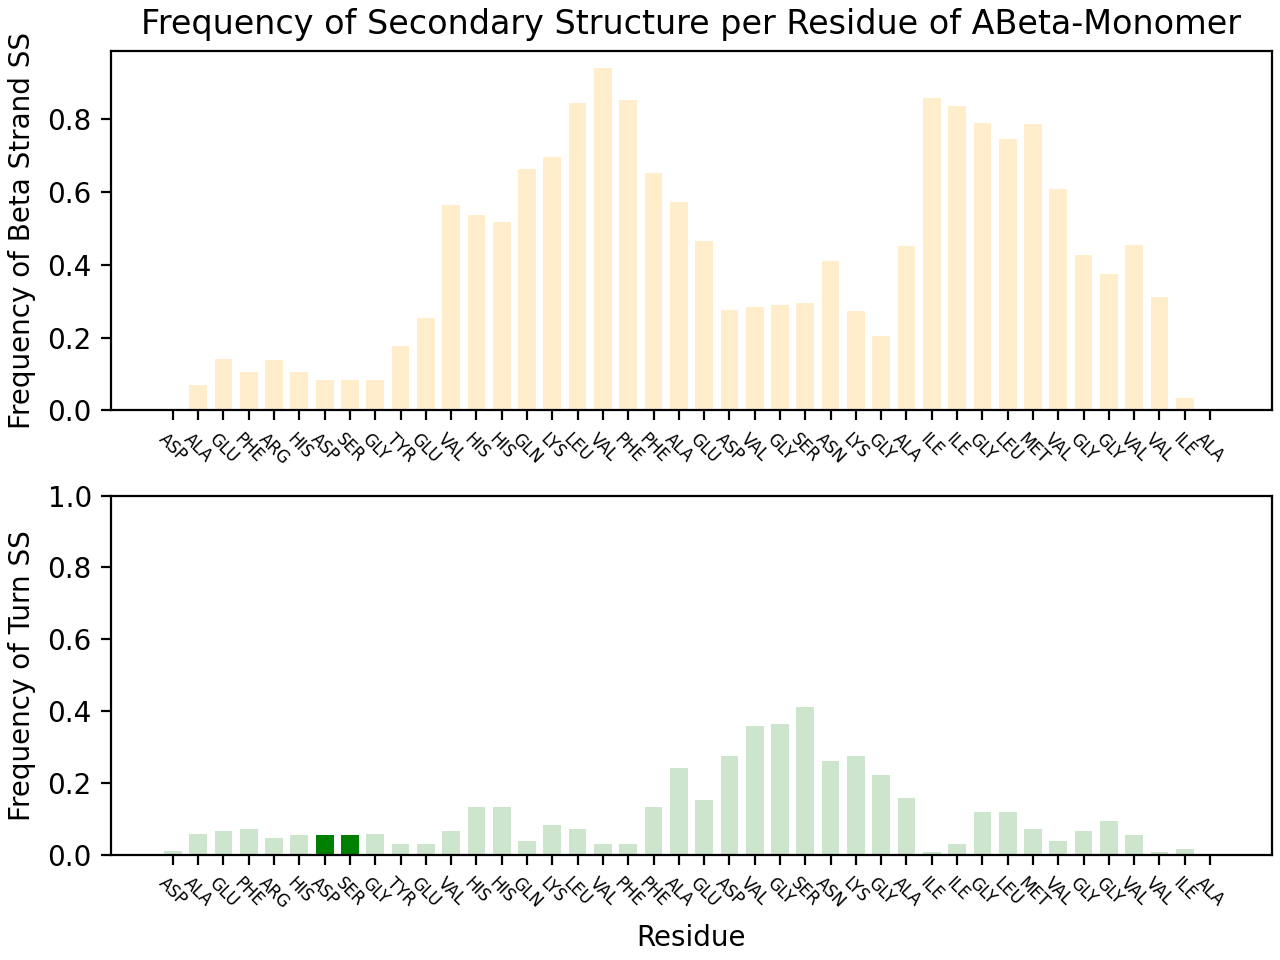 Frequency of Secondary Structure per Residue of ABeta-Monomer
Frequency of Beta Strand SS
0.8
0.6
0.4
0.2
0.0
ASP ALA GLU PHE ARG HIS ASP SER GLY TYR GLU VAL HIS HIS GLN LYS LEU VAL PHE PHE ALA GLU ASP VAL GLY SER ASN LYS GLY ALA ILE ILE GLY LEU MET VAL GLY GLY VAL VAL ILE ALA
Frequency of Turn SS
1.0
0.8
0.6
0.4
0.2
0.0
ASP ALA GLU PHE ARG HIS ASP SER GLY TYR GLU VAL HIS HIS GLN LYS LEU VAL PHE PHE ALA GLU ASP VAL GLY SER ASN LYS GLY ALA ILE ILE GLY LEU MET VAL GLY GLY VAL VAL ILE ALA
Residue